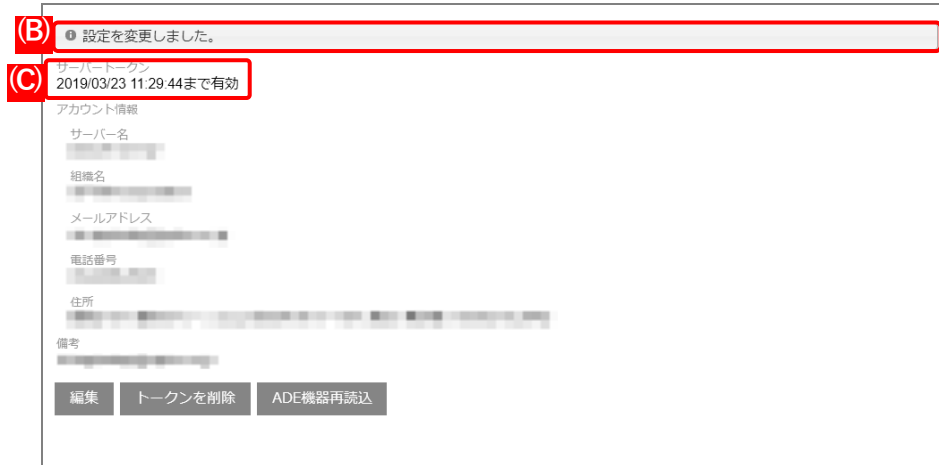 (B)
設定を変更しました。
(C)
サーバートークン
2019/03/23 11:29:44まで有効
アカウント情報
サーバー名
組織名
メールアドレス
電話番号
住所
備考
編集 トークンを削除 ADE機器再読込